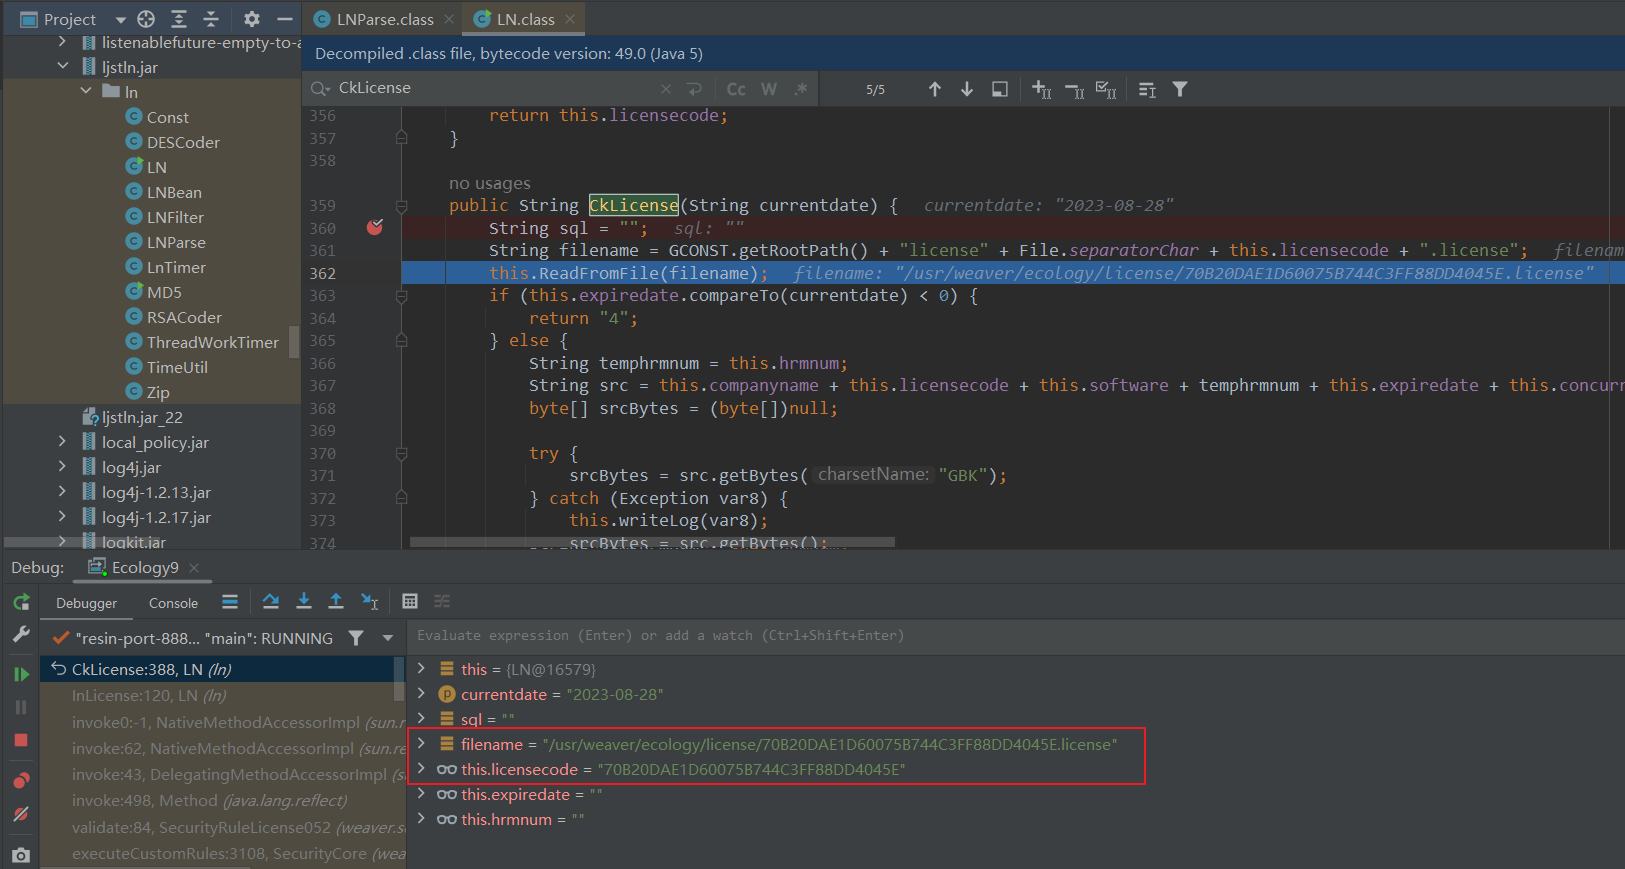 Project
LNParse.class
LN.class
listenablefuture-empty-to-a
ljstln.jar
ln
Const
DESCoder
LN
LNBean
LNFilter
LNParse
LnTimer
MD5
RSACoder
ThreadWorkTimer
TimeUtil
Zip
ljstln.jar_22
local_policy.jar
log4j.jar
log4j-1.2.13.jar
log4j-1.2.17.jar
logkit.jar
Decompiled .class file, bytecode version: 49.0 (Java 5)
CkLicense
Cc W .*
5/5
356 return this.licensecode;
357 }
358
no usages
359 public String CkLicense(String currentdate) { currentdate: "2023-08-28"
360 String sql = ""; sql: ""
361 String filename = GCONST.getRootPath() + "license" + File.separatorChar + this.licensecode + ".license"; filenam
362 this.ReadFromFile(filename); filename: "/usr/weaver/ecology/license/70B20DAE1D60075B744C3FF88DD4045E.license"
363 if (this.expiredate.compareTo(currentdate) < 0) {
364 return "4";
365 } else {
366 String temphrmnum = this.hrmnum;
367 String src = this.companyname + this.licensecode + this.software + temphrmnum + this.expiredate + this.concurr
368 byte[] srcBytes = (byte[])null;
369
370 try {
371 srcBytes = src.getBytes( charsetName: "GBK");
372 } catch (Exception var8) {
373 this.writeLog(var8);
374 srcBytes = src.getBytes();
Debug: Ecology9
Debugger Console
"resin-port-888... "main": RUNNING
CkLicense:388, LN (ln)
InLicense:120, LN (ln)
invoke0:-1, NativeMethodAccessorImpl (sun.r
invoke:62, NativeMethodAccessorImpl (sun.re
invoke:43, DelegatingMethodAccessorImpl (s
invoke:498, Method (java.lang.reflect)
validate:84, SecurityRuleLicense052 (weaver.s
executeCustomRules:3108, SecurityCore (wea
Evaluate expression (Enter) or add a watch (Ctrl+Shift+Enter)
this = {LN@16579}
currentdate = "2023-08-28"
sql = ""
filename = "/usr/weaver/ecology/license/70B20DAE1D60075B744C3FF88DD4045E.license"
this.licensecode = "70B20DAE1D60075B744C3FF88DD4045E"
this.expiredate = ""
this.hrmnum = ""